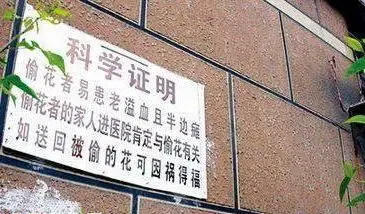 科学证明
偷花者易患老溢血且半边瘫
偷花者的家人进医院肯定与偷花有关
如送回被偷的花可因祸得福